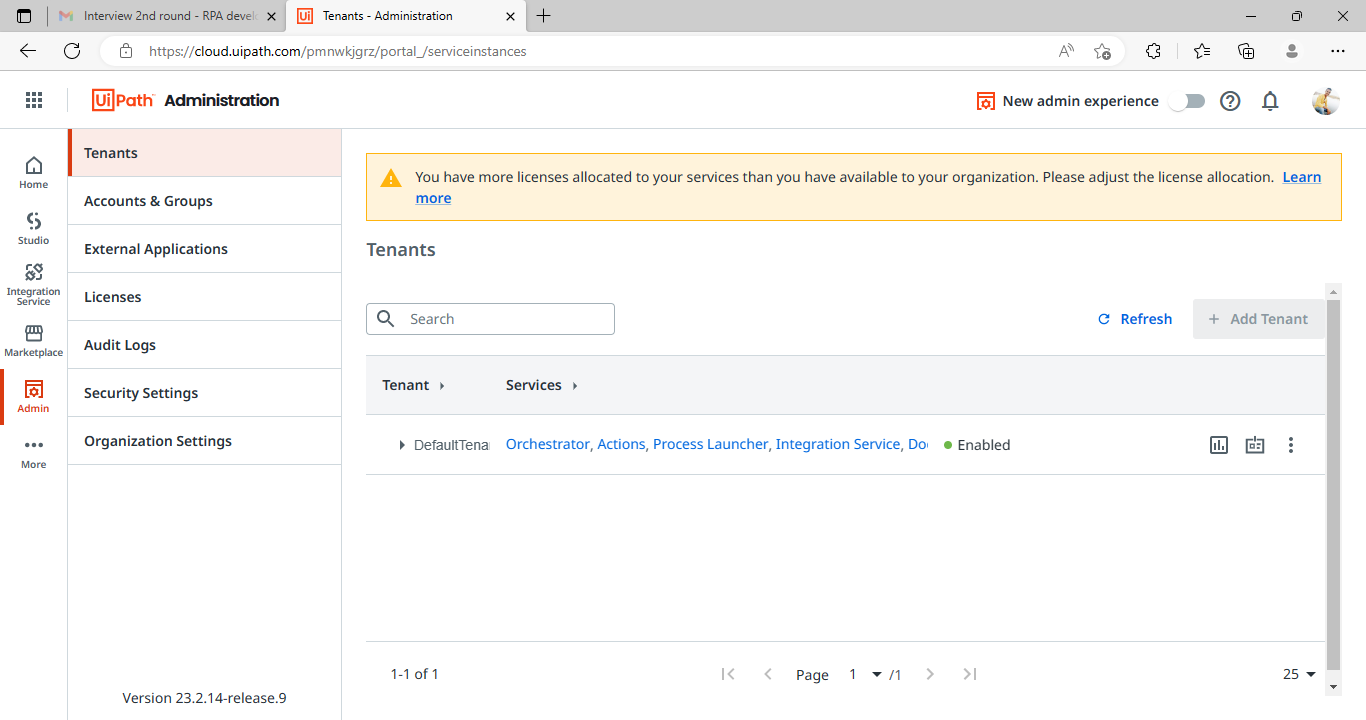 Interview 2nd round - RPA devel
Tenants - Administration
https://cloud.uipath.com/pmnwkjgrz/portal_/serviceinstances
UiPath Administration
New admin experience
Home
Studio
Integration
Service
Marketplace
Admin
More
Tenants
Accounts & Groups
External Applications
Licenses
Audit Logs
Security Settings
Organization Settings
Version 23.2.14-release.9
You have more licenses allocated to your services than you have available to your organization. Please adjust the license allocation. Learn
more
Tenants
Search
Refresh
+ Add Tenant
Tenant
Services
DefaultTena
Orchestrator, Actions, Process Launcher, Integration Service, Do
Enabled
1-1 of 1
Page 1 /1
25